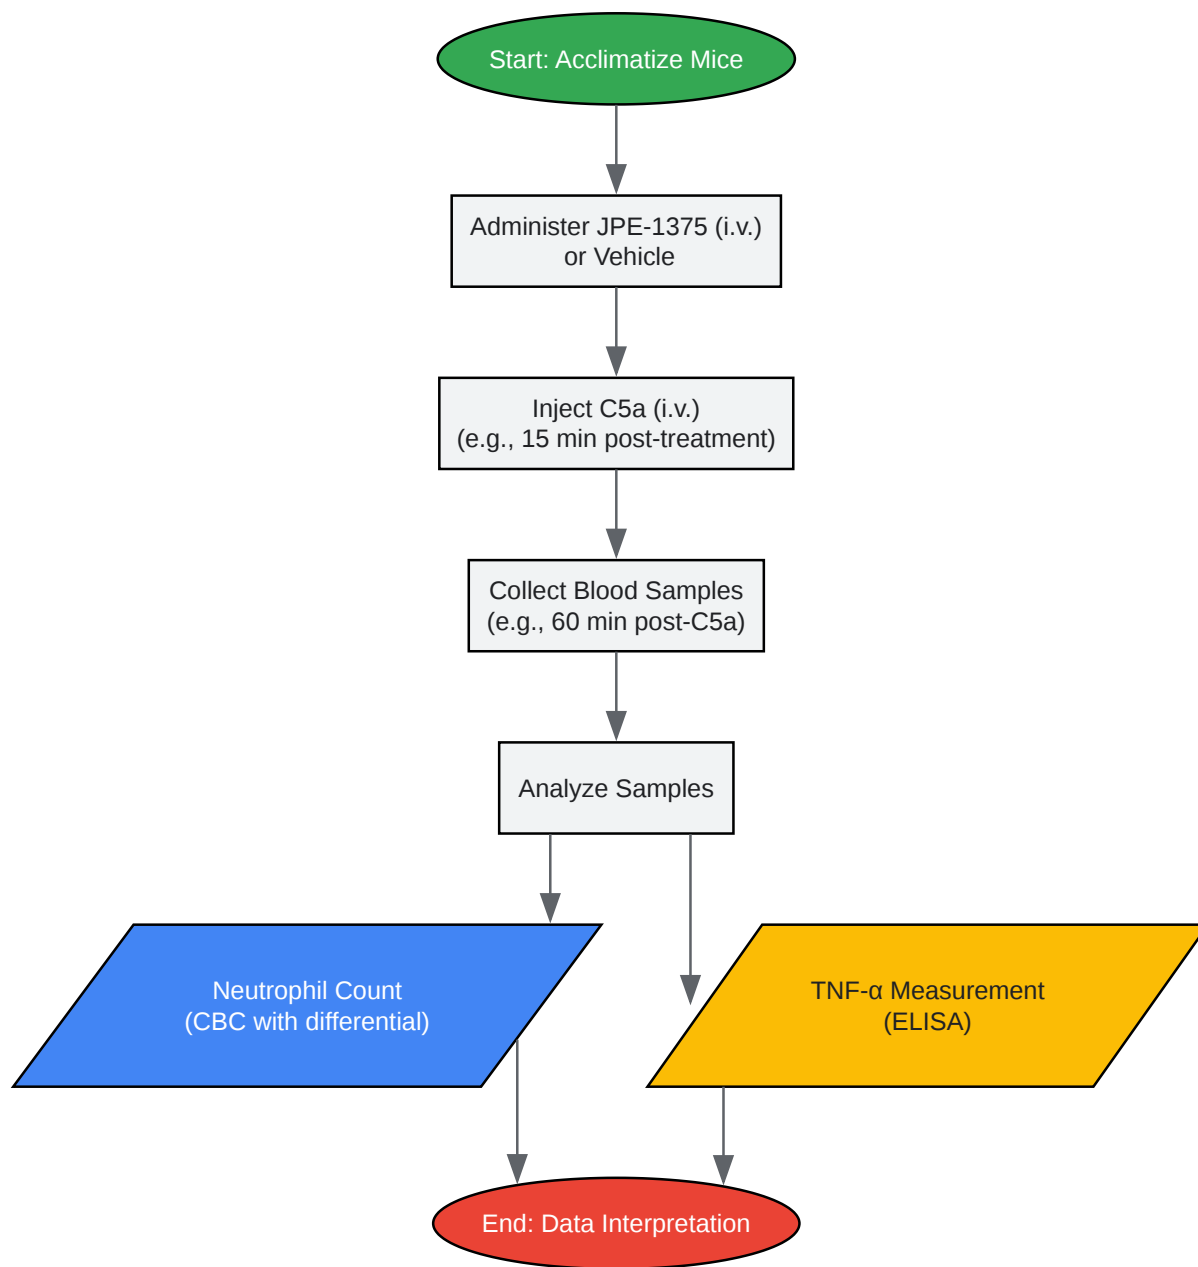 Start: Acclimatize Mice
Administer JPE-1375 (i.v.)
or Vehicle
Inject C5a (i.v.)
(e.g., 15 min post-treatment)
Collect Blood Samples
(e.g., 60 min post-C5a)
Analyze Samples
Neutrophil Count
(CBC with differential)
TNF-α Measurement
(ELISA)
End: Data Interpretation